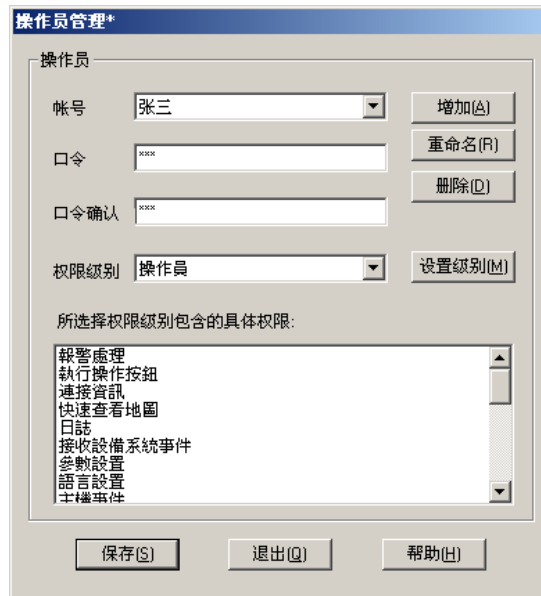 操作员管理*
操作员
帐号 张三 增加(A)
重命名(R)
口令 ***
删除(D)
口令确认 ***
权限级别 操作员 设置级别(M)
所选择权限级别包含的具体权限:
報警處理
執行操作按鈕
連接資訊
快速查看地圖
日誌
接收設備系統事件
參數設置
語言設置
主機事件
保存(S) 退出(Q) 帮助(H)